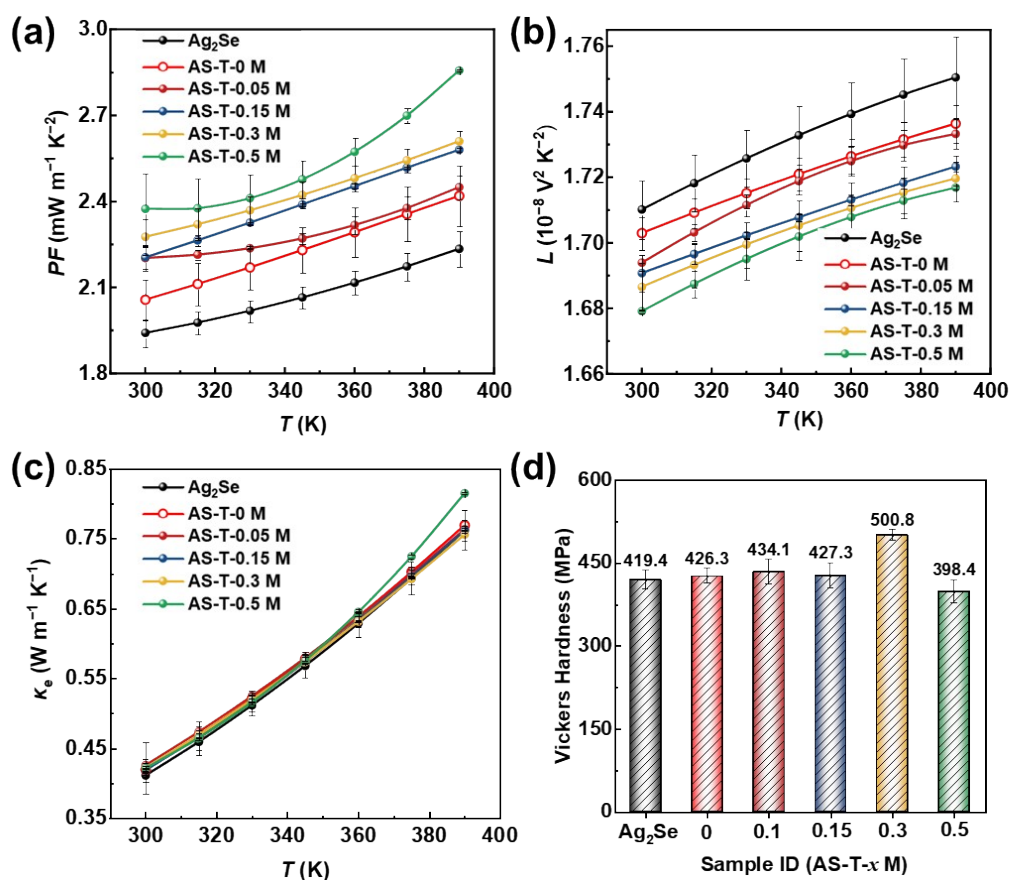 (a)
3.0
2.7
2.4
2.1
1.8
PF (mW m⁻¹ K⁻²)
Ag₂Se
AS-T-0 M
AS-T-0.05 M
AS-T-0.15 M
AS-T-0.3 M
AS-T-0.5 M
300 320 340 360 380 400
T (K)
(b)
1.76
1.74
1.72
1.70
1.68
1.66
L (10⁻⁸ V² K⁻²)
Ag₂Se
AS-T-0 M
AS-T-0.05 M
AS-T-0.15 M
AS-T-0.3 M
AS-T-0.5 M
300 320 340 360 380 400
T (K)
(c)
0.85
0.75
0.65
0.55
0.45
0.35
κₑ (W m⁻¹ K⁻¹)
Ag₂Se
AS-T-0 M
AS-T-0.05 M
AS-T-0.15 M
AS-T-0.3 M
AS-T-0.5 M
300 320 340 360 380 400
T (K)
(d)
600
450
300
150
0
Vickers Hardness (MPa)
419.4 426.3 434.1 427.3 500.8 398.4
Ag₂Se 0 0.1 0.15 0.3 0.5
Sample ID (AS-T-x M)